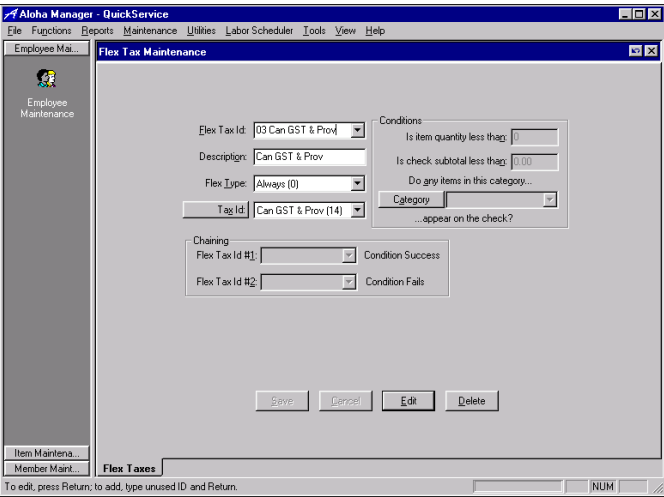 Aloha Manager - QuickService
File Functions Reports Maintenance Utilities Labor Scheduler Tools View Help
Employee Mai...
Flex Tax Maintenance
Employee
Maintenance
Flex Tax Id: 03 Can GST & Prov
Description: Can GST & Prov
Flex Type: Always (0)
Tax Id: Can GST & Prov (14)
Conditions
Is item quantity less than: 0
Is check subtotal less than: 0.00
Do any items in this category...
Category
...appear on the check?
Chaining
Flex Tax Id #1: Condition Success
Flex Tax Id #2: Condition Fails
Save Cancel Edit Delete
Item Maintena...
Member Maint...
Flex Taxes
To edit, press Return; to add, type unused ID and Return.
NUM